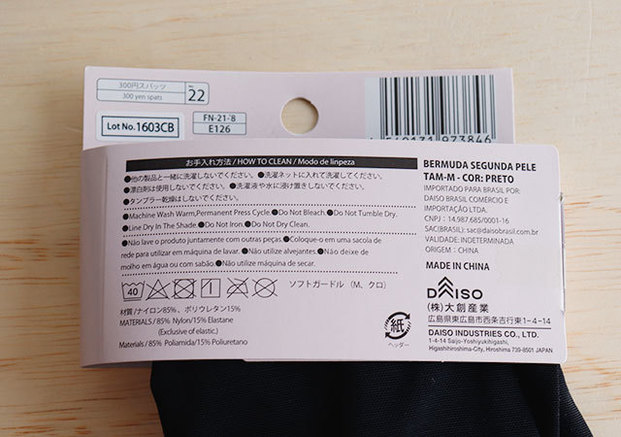 300円スパッツ
300 yen spats
No.
22
Lot No.1603CB
FN-21-'8
E126
973846
お手入れ方法 / HOW TO CLEAN / Modo de limpeza
●他の製品と一緒に洗濯しないでください。●洗濯ネットに入れて洗濯してください。
●漂白剤は使用しないでください。●洗濯液や水に浸け置きしないでください。
●タンブラー乾燥はしないでください。
●Machine Wash Warm,Permanent Press Cycle.●Do Not Bleach.●Do Not Tumble Dry.
●Line Dry In The Shade.●Do Not Iron.●Do Not Dry Clean.
●Não lave o produto juntamente com outras peças.●Coloque-o em uma sacola de
rede para utilizar em máquina de lavar.●Não utilize alvejantes.●Não deixe de
molho em água ou com sabão.●Não utilize máquina de secar.
40
ソフトガードル（M、クロ）
材質/ナイロン85%、ポリウレタン15%
MATERIALS / 85% Nylon/15% Elastane
(Exclusive of elastic.)
Materials / 85% Poliamida/15% Poliuretano
紙
ヘッダー
BERMUDA SEGUNDA PELE
TAM-M - COR: PRETO
IMPORTADO PARA BRASIL POR:
DAISO BRASIL COMÉRCIO E
IMPORTAÇÃO LTDA.
CNPJ : 14.987.685/0001-16
SAC(BRASIL): sac@daisobrasil.com.br
VALIDADE: INDETERMINADA
ORIGEM : CHINA
MADE IN CHINA
DAISO
(株)大創産業
広島県東広島市西条吉行東1-4-14
DAISO INDUSTRIES CO., LTD.
1-4-14 Saijo-Yoshiyukihigashi,
Higashihiroshima-City, Hiroshima 739-8501 JAPAN